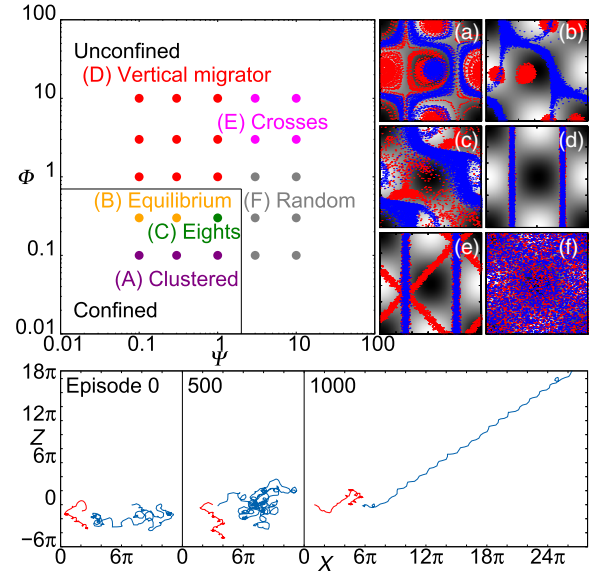 100
10
1
0.1
0.01
Φ
Unconfined
(D) Vertical migrator
(E) Crosses
(B) Equilibrium
(F) Random
(C) Eights
(A) Clustered
Confined
0.01
0.1
1
10
100
Ψ
(a)
(b)
(c)
(d)
(e)
(f)
18π
12π
Z
6π
0
−6π
Episode 0
500
1000
0
6π
0
6π
0
X
6π
12π
18π
24π